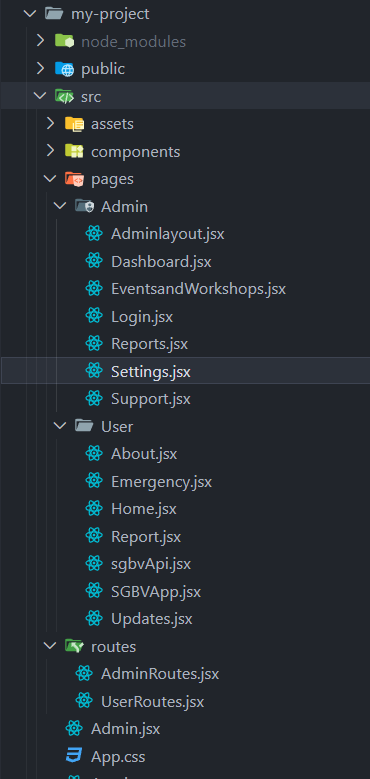 my-project
node_modules
public
src
assets
components
pages
Admin
Adminlayout.jsx
Dashboard.jsx
EventsandWorkshops.jsx
Login.jsx
Reports.jsx
Settings.jsx
Support.jsx
User
About.jsx
Emergency.jsx
Home.jsx
Report.jsx
sgbvApi.jsx
SGBVApp.jsx
Updates.jsx
routes
AdminRoutes.jsx
UserRoutes.jsx
Admin.jsx
App.css